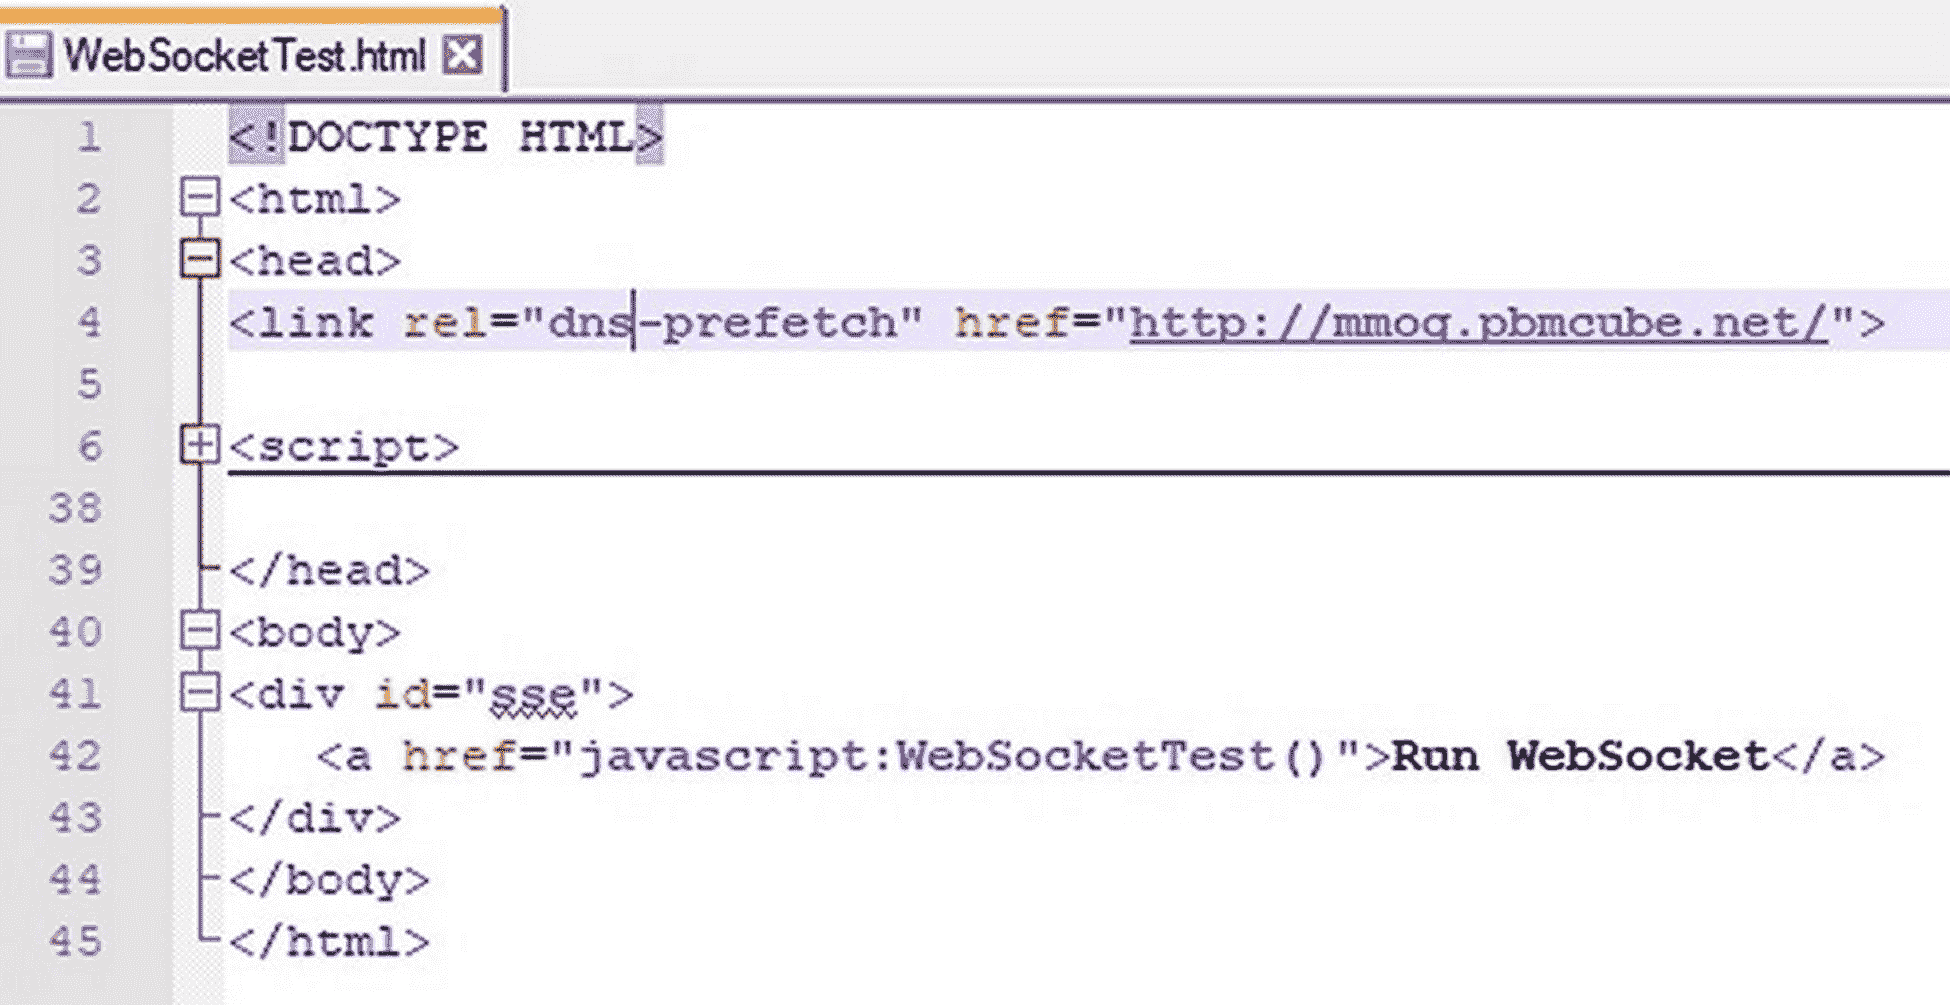 WebSocketTest.html
1 <!DOCTYPE HTML>
2 <html>
3 <head>
4 <link rel="dns-prefetch" href="http://mmoq.pbmcube.net/">
5
6 <script>
38
39 </head>
40 <body>
41 <div id="sse">
42 <a href="javascript:WebSocketTest()">Run WebSocket</a>
43 </div>
44 </body>
45 </html>